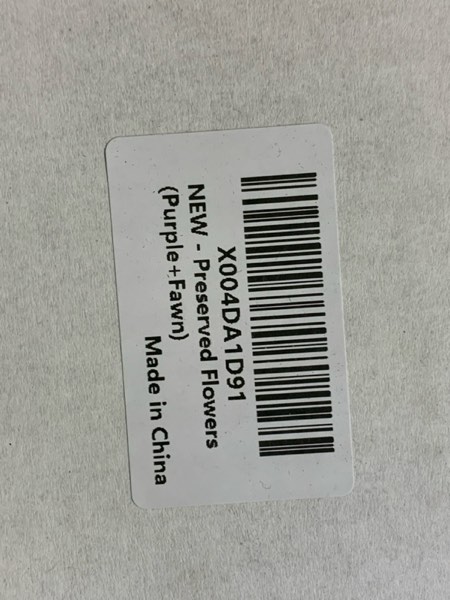 X004DA1D91
NEW - Preserved Flowers
(Purple+Fawn)
Made in China